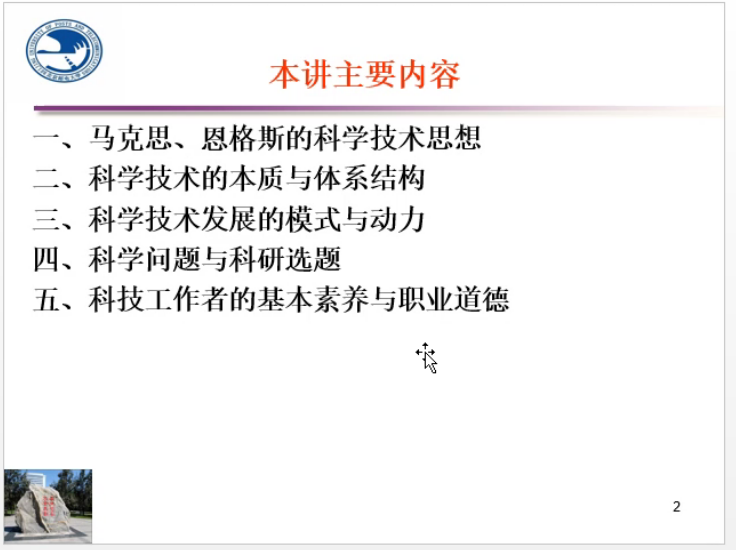 本讲主要内容
一、马克思、恩格斯的科学技术思想
二、科学技术的本质与体系结构
三、科学技术发展的模式与动力
四、科学问题与科研选题
五、科技工作者的基本素养与职业道德
2